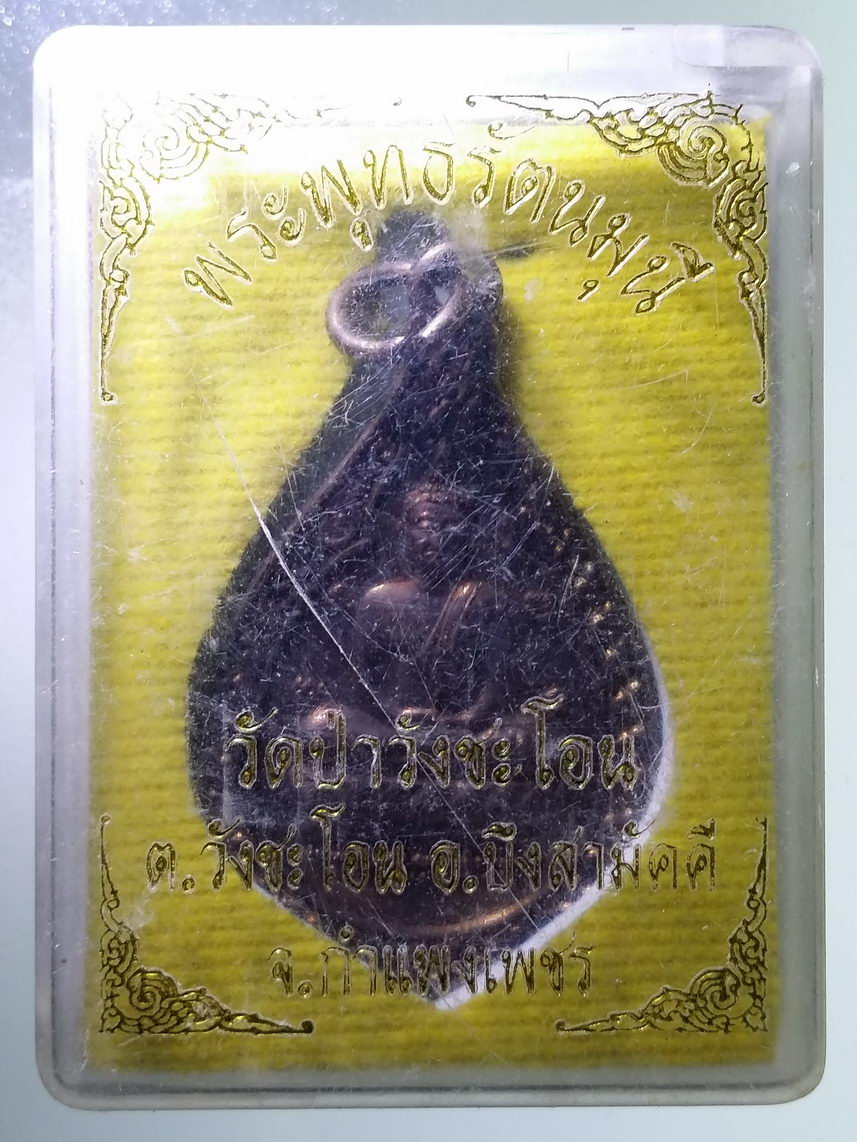 พระพุทธรัตนมุนี
วัดป่าวังชะโอน
ต.วังชะโอน อ.บึงสามัคคี
จ.กำแพงเพชร